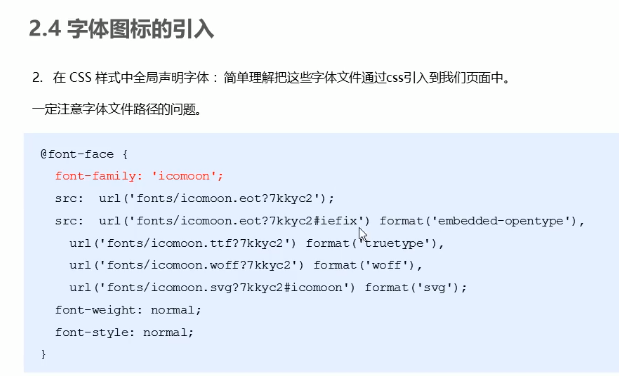 2.4 字体图标的引入
2. 在 CSS 样式中全局声明字体： 简单理解把这些字体文件通过css引入到我们页面中。
一定注意字体文件路径的问题。
@font-face {
font-family: 'icomoon';
src: url('fonts/icomoon.eot?7kkyc2');
src: url('fonts/icomoon.eot?7kkyc2#iefix') format('embedded-opentype'),
url('fonts/icomoon.ttf?7kkyc2') format('truetype'),
url('fonts/icomoon.woff?7kkyc2') format('woff'),
url('fonts/icomoon.svg?7kkyc2#icomoon') format('svg');
font-weight: normal;
font-style: normal;
}